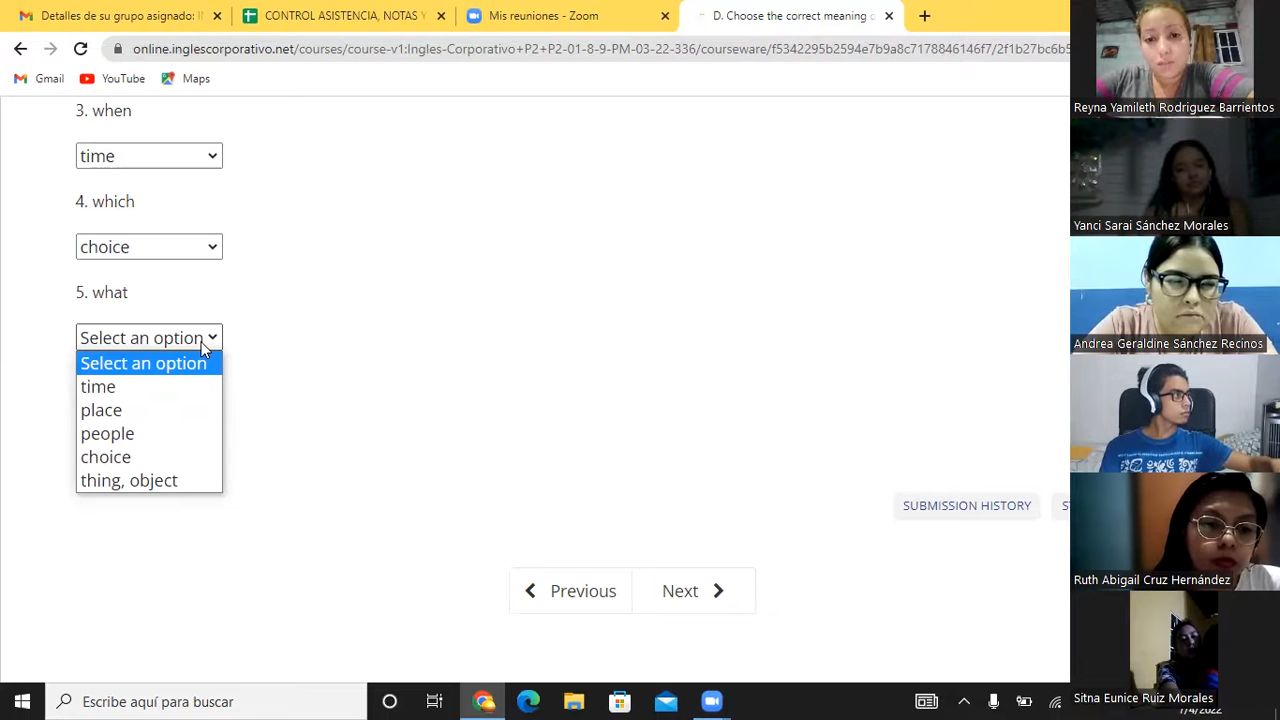 Detalles de su grupo asignado: I
CONTROL ASISTENCIA, NOTAS Y
Mis reuniones - Zoom
D. Choose the correct meaning o
online.inglescorporativo.net/courses/course-v1:Ingles-Corporativo+P2+P2-01-8-9-PM-03-22-336/courseware/f5342295b2594e7b9a8c7178846146f7/2f1b27bc6b5
Gmail
YouTube
Maps
3. when
time
4. which
choice
5. what
Select an option
Select an option
time
place
people
choice
thing, object
SUBMISSION HISTORY
Previous
Next
Escribe aquí para buscar
7/4/2022
Reyna Yamileth Rodriguez Barrientos
Yanci Sarai Sánchez Morales
Andrea Geraldine Sánchez Recinos
Ruth Abigail Cruz Hernández
Sitna Eunice Ruiz Morales